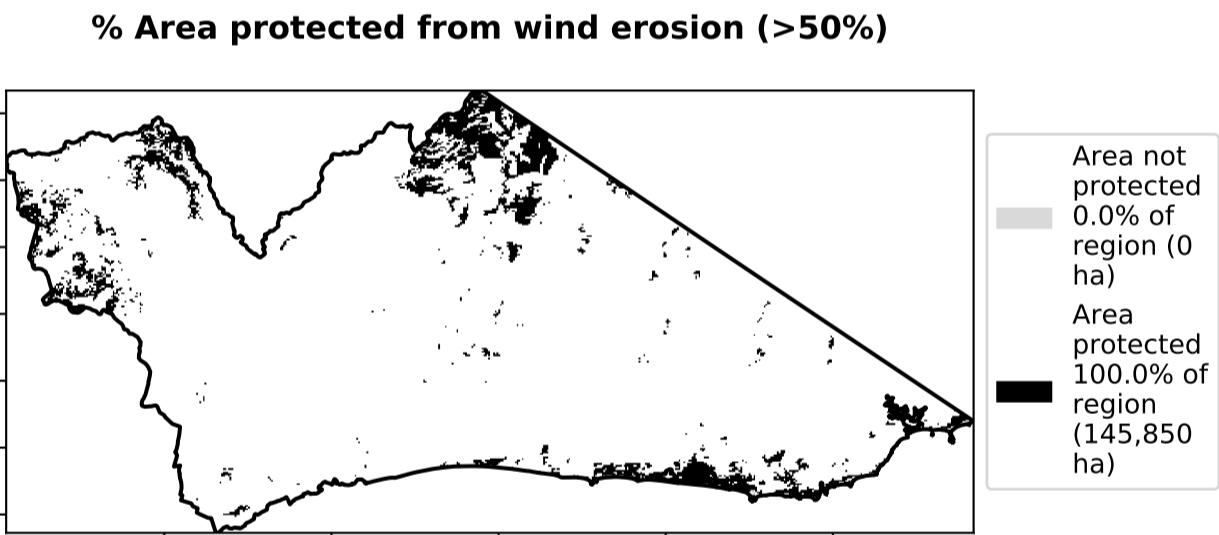 % Area protected from wind erosion (>50%)
Area not
protected
0.0% of
region (0
ha)
Area
protected
100.0% of
region
(145,850
ha)